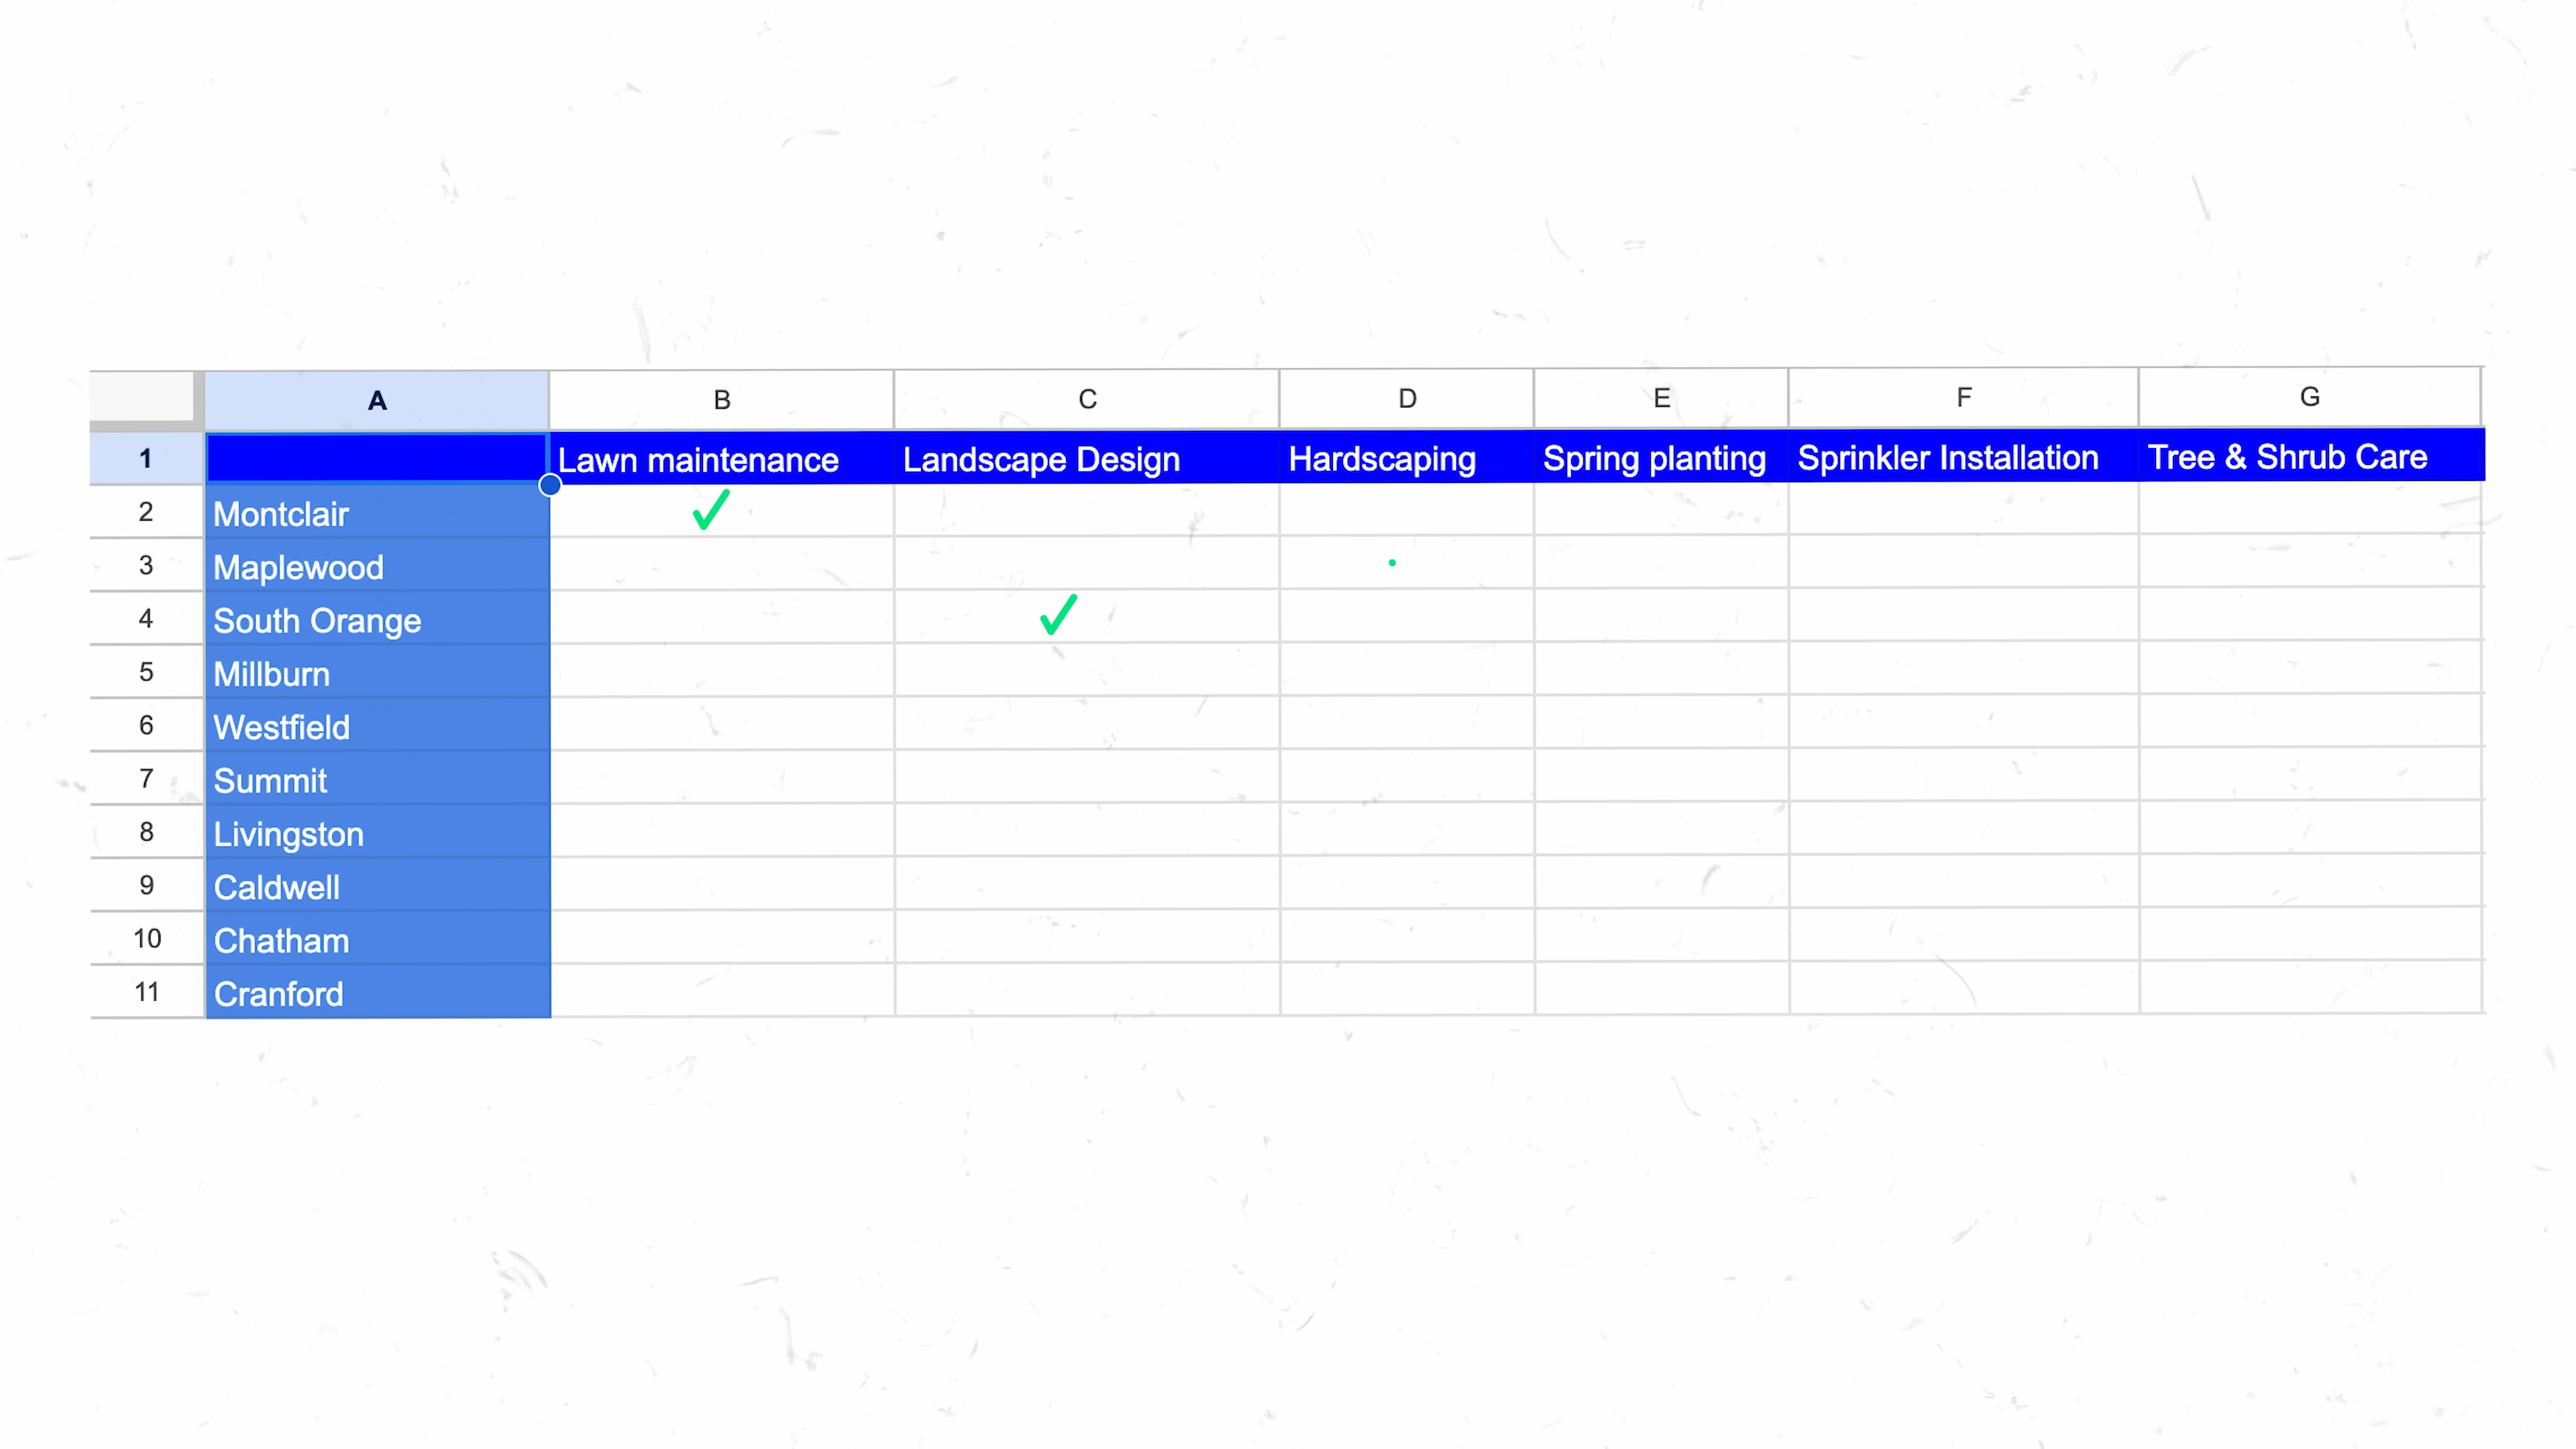 A B C D E F G
1 Lawn maintenance Landscape Design Hardscaping Spring planting Sprinkler Installation Tree & Shrub Care
2 Montclair
3 Maplewood
4 South Orange
5 Millburn
6 Westfield
7 Summit
8 Livingston
9 Caldwell
10 Chatham
11 Cranford